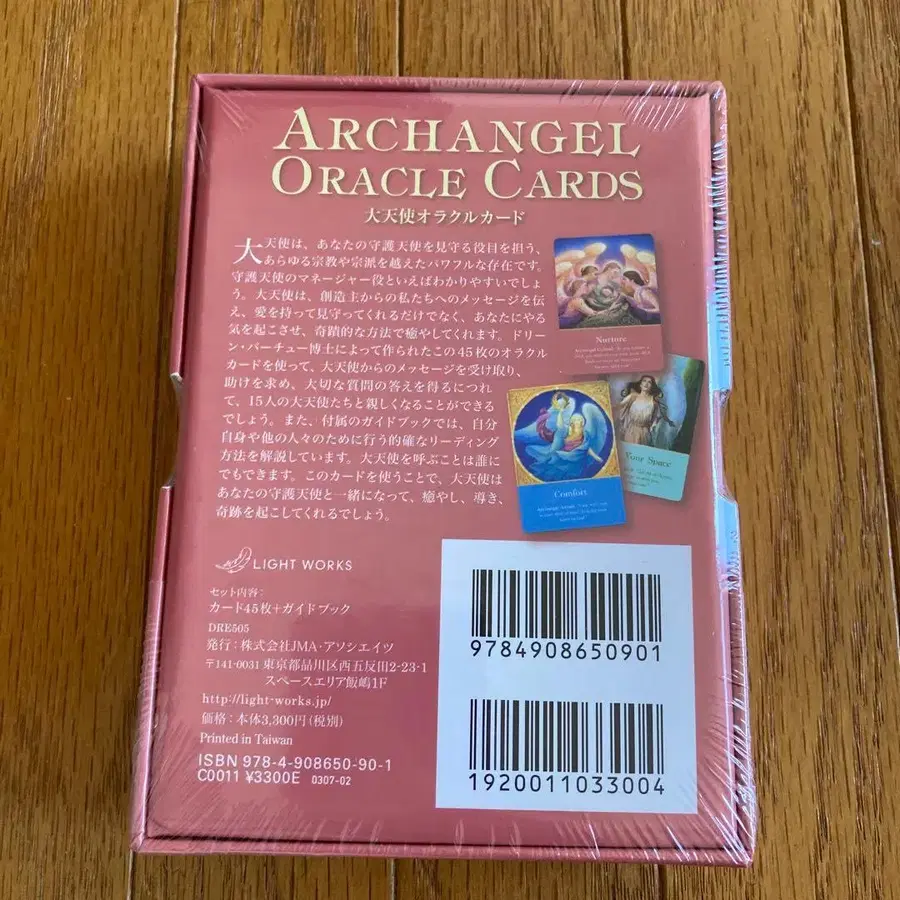 ARCHANGEL
ORACLE CARDS
大天使オラクルカード
大天使は、あなたの守護天使を見守る役目を担う、
あらゆる宗教や宗派を越えたパワフルな存在です。
守護天使のマネージャー役といえばわかりやすいでしょ
う。大天使は、創造主からの私たちへのメッセージを伝
え、愛を持って見守ってくれるだけでなく、あなたにやる
気を起こさせ、奇蹟的な方法で癒やしてくれます。ドリー
ン・バーチュー博士によって作られたこの45枚のオラクル
カードを使って、大天使からのメッセージを受け取り、
助けを求め、大切な質問の答えを得るにつれ
て、15人の大天使たちと親しくなることができる
でしょう。また、付属のガイドブックでは、自分
自身や他の人々のために行う的確なリーディング
方法を解説しています。大天使を呼ぶことは誰に
でもできます。このカードを使うことで、大天使は
あなたの守護天使と一緒になって、癒やし、導き、
奇跡を起こしてくれるでしょう。
Nurture
Your Space
Comfort
LIGHT WORKS
セット内容：
カード45枚+ガイドブック
DRE505
発行：株式会社JMA・アソシエイツ
〒141-0031 東京都品川区西五反田2-23-1
スペースエリア飯嶋1F
http://light-works.jp/
価格：本体3,300円（税別）
Printed in Taiwan
ISBN 978-4-908650-90-1
C0011 ¥3300E 0307-02
9784908650901
1920011033004